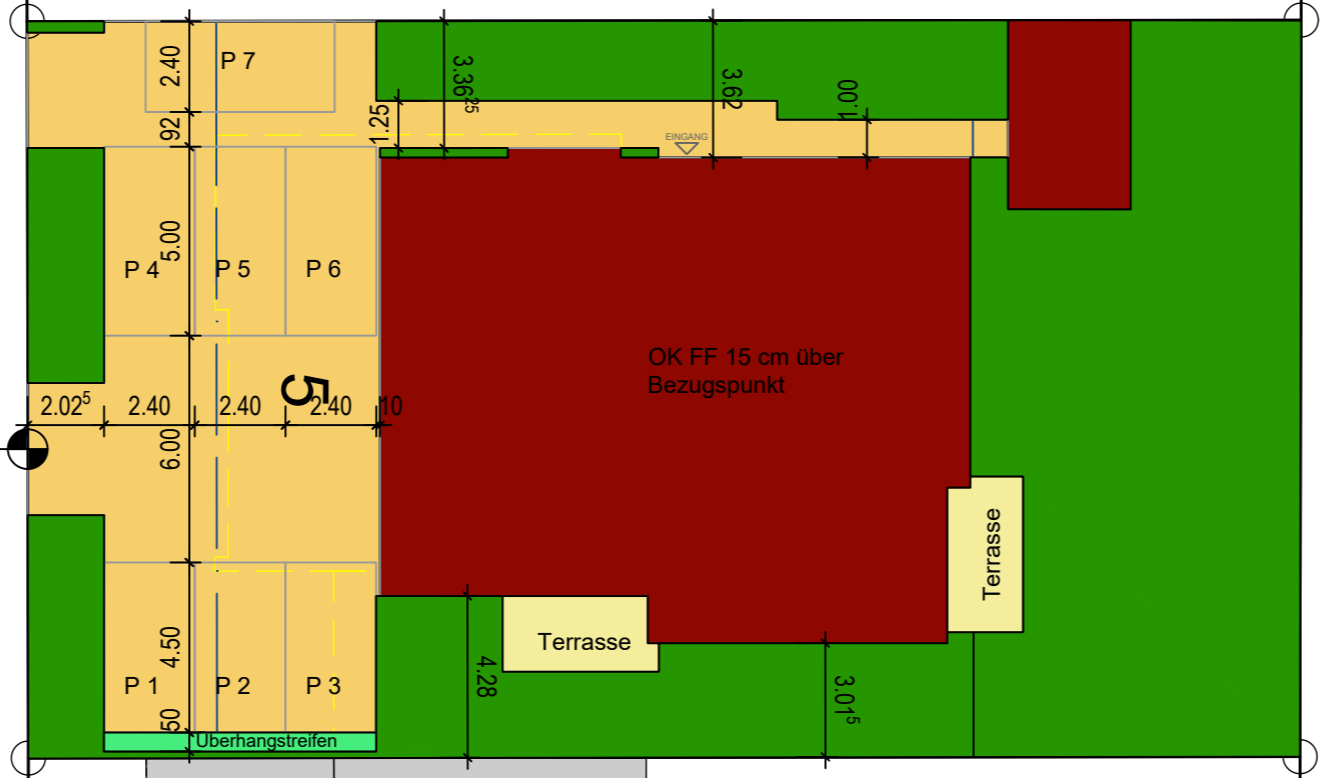 P 7
2.40
3.36²⁵
3.62
1.00
1.25
92
EINGANG
5.00
P 4
P 5
P 6
OK FF 15 cm über
Bezugspunkt
5
2.02⁵
2.40
2.40
2.40
10
6.00
Terrasse
Terrasse
4.50
4.28
3.01⁵
P 1
P 2
P 3
50
Überhangstreifen